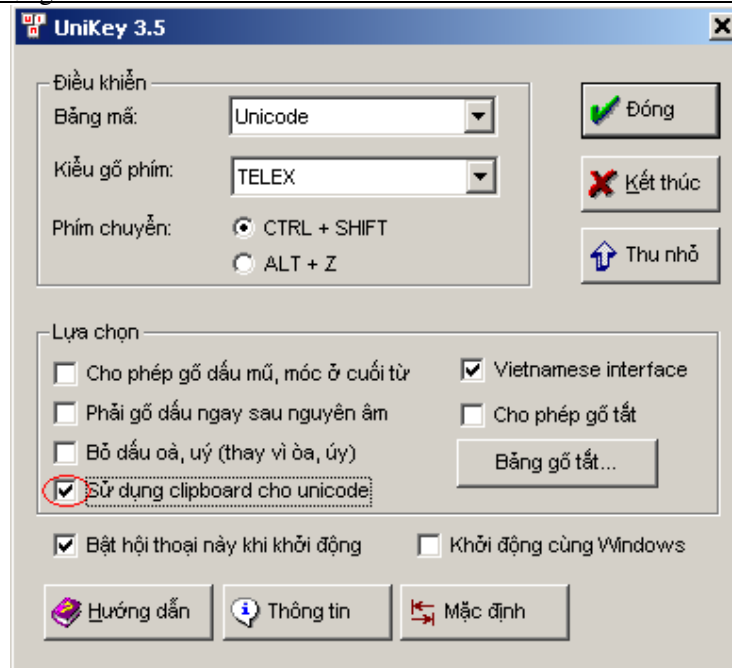 UniKey 3.5
Điều khiển
Bảng mã: Unicode
Đóng
Kiểu gõ phím: TELEX
Kết thúc
Phím chuyển: CTRL + SHIFT
ALT + Z
Thu nhỏ
Lựa chọn
Cho phép gõ dấu mũ, móc ở cuối từ
Vietnamese interface
Phải gõ dấu ngay sau nguyên âm
Cho phép gõ tắt
Bỏ dấu oà, uý (thay vì òa, úy)
Bảng gõ tắt...
Sử dụng clipboard cho unicode
Bật hội thoại này khi khởi động
Khởi động cùng Windows
Hướng dẫn
Thông tin
Mặc định